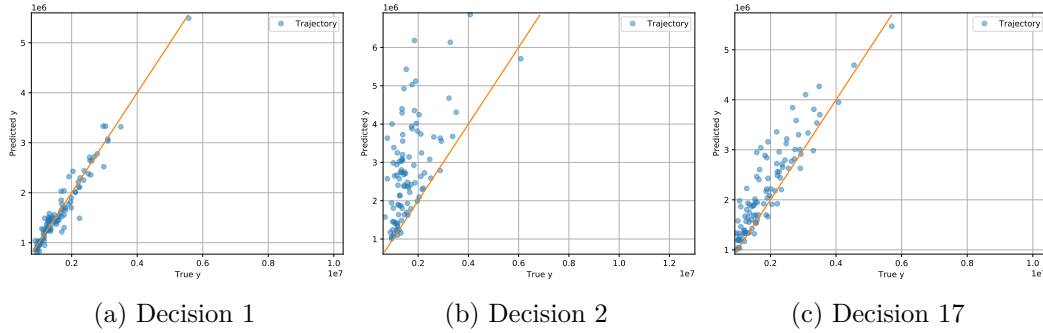 1e6
Trajectory
5
4
3
2
1
Predicted y
0.2 0.4 0.6 0.8 1.0
True y
1e7
(a) Decision 1
1e6
Trajectory
6
5
4
3
2
1
Predicted y
0.2 0.4 0.6 0.8 1.0 1.2
True y
1e7
(b) Decision 2
1e6
Trajectory
5
4
3
2
1
Predicted y
0.2 0.4 0.6 0.8 1.0
True y
1e7
(c) Decision 17